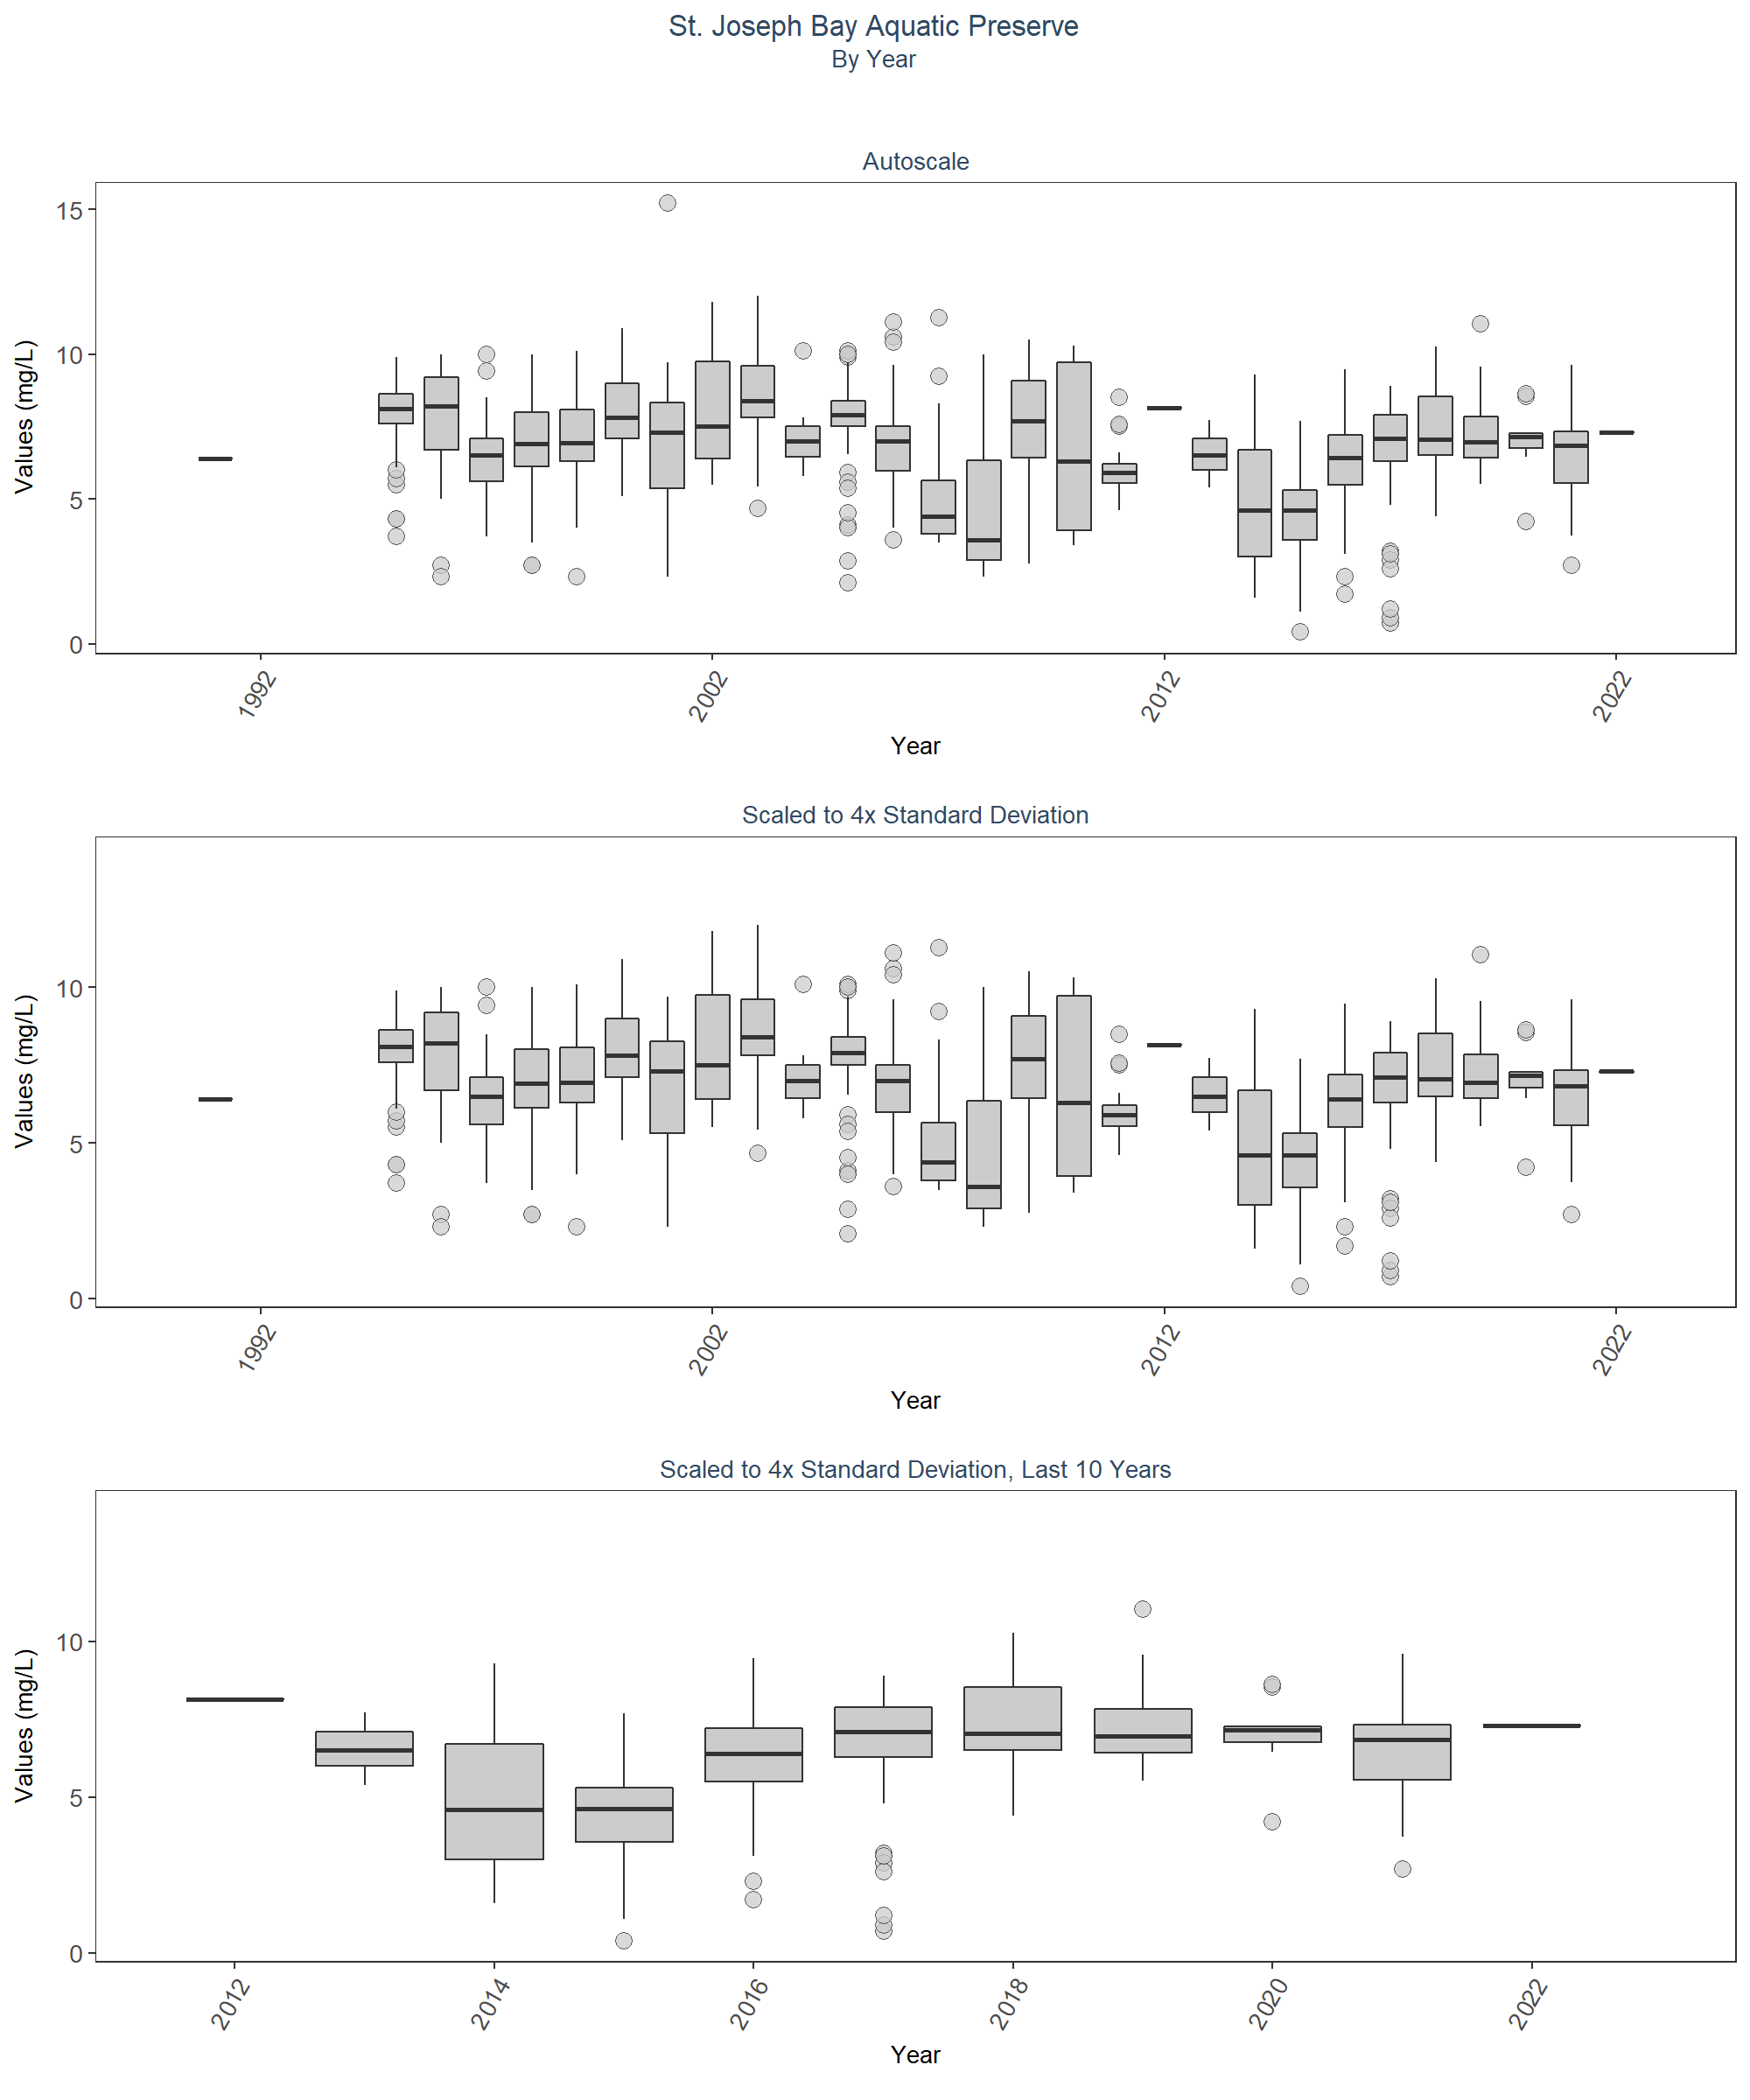 St. Joseph Bay Aquatic Preserve
By Year
Autoscale
Values (mg/L)
15
10
5
0
1992
2002
2012
2022
Year
Scaled to 4x Standard Deviation
Values (mg/L)
10
5
0
1992
2002
2012
2022
Year
Scaled to 4x Standard Deviation, Last 10 Years
Values (mg/L)
10
5
0
2012
2014
2016
2018
2020
2022
Year